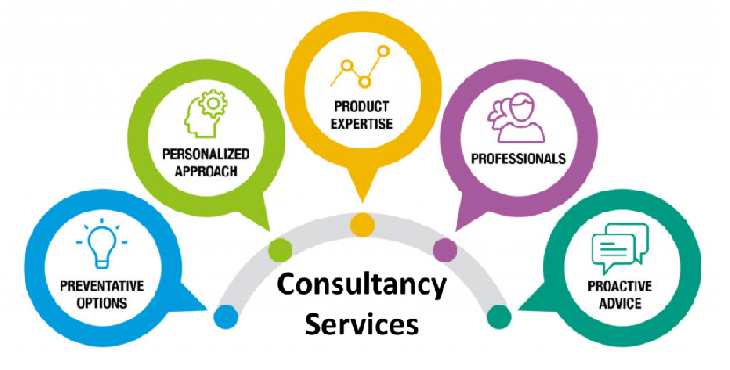 PREVENTATIVE
OPTIONS
PERSONALIZED
APPROACH
PRODUCT
EXPERTISE
PROFESSIONALS
PROACTIVE
ADVICE
Consultancy
Services